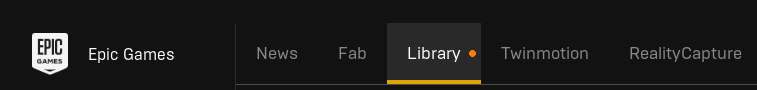 EPIC
GAMES
Epic Games
News
Fab
Library
Twinmotion
RealityCapture